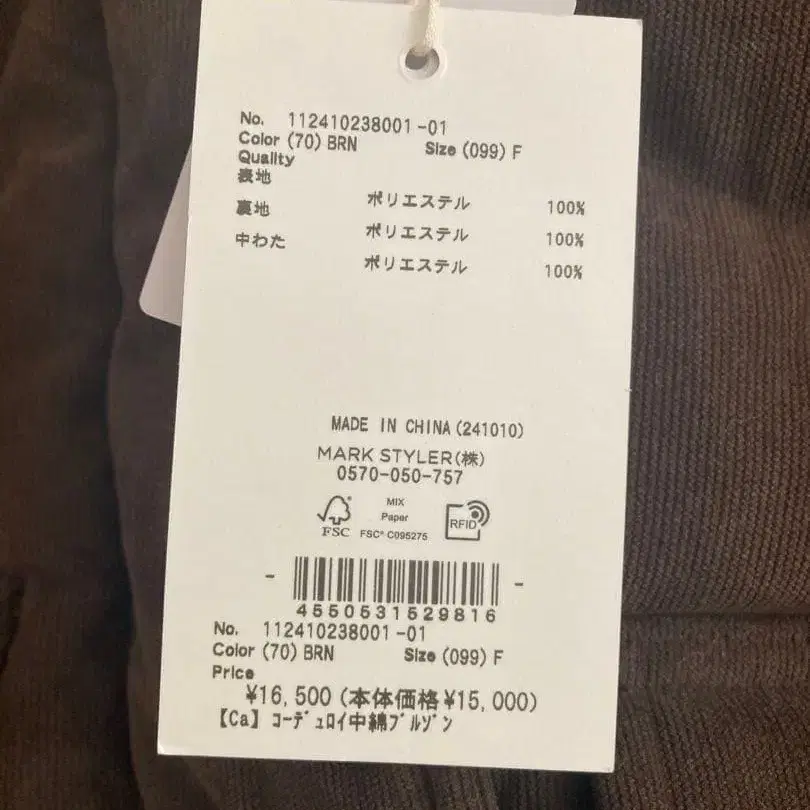 No. 112410238001-01
Color (70) BRN Size (099) F
Quality
表地
ポリエステル 100%
裏地
ポリエステル 100%
中わた
ポリエステル 100%
MADE IN CHINA (241010)
MARK STYLER(株)
0570-050-757
FSC
MIX
Paper
FSC® C095275
RFID
4550531529816
No. 112410238001-01
Color (70) BRN Size (099) F
Price
¥16,500 (本体価格¥15,000)
【Ca】ｺｰﾃﾞｭﾛｲ中綿ﾌﾞﾙｿﾞﾝ